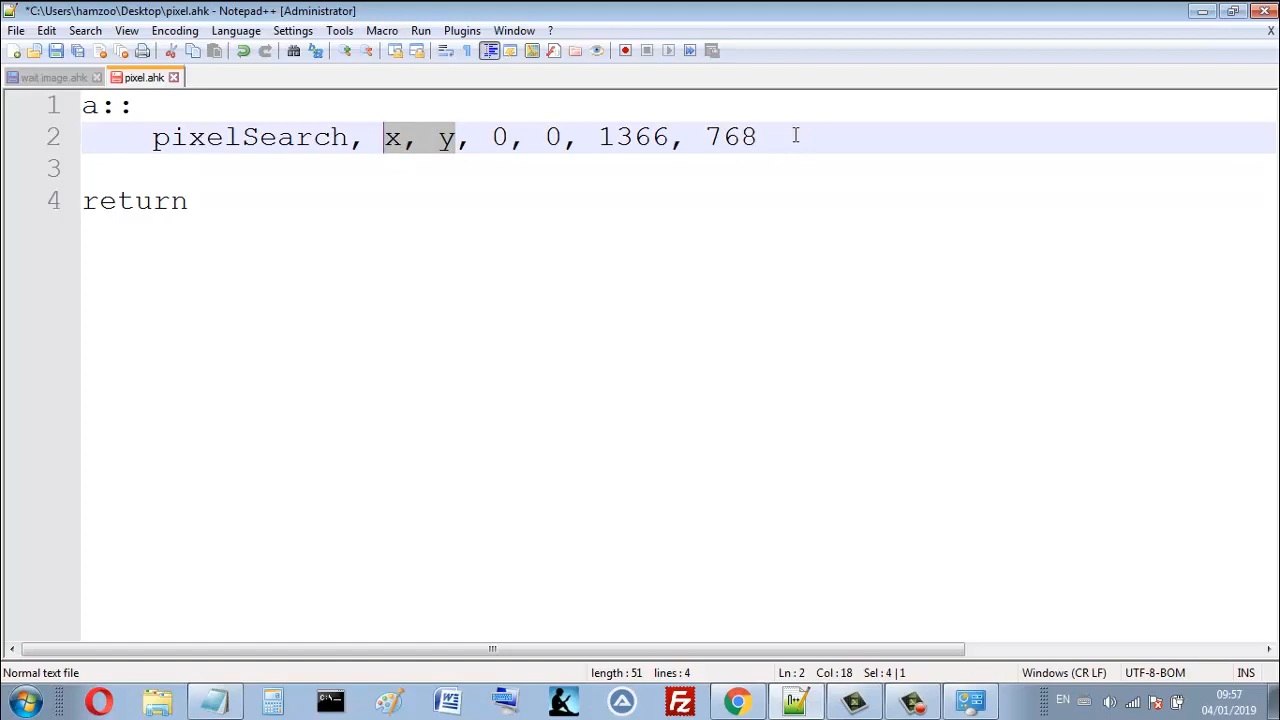 *C:\Users\hamzoo\Desktop\pixel.ahk - Notepad++ [Administrator]
File Edit Search View Encoding Language Settings Tools Macro Run Plugins Window ? X
wait image.ahk pixel.ahk
1 a::
2 pixelSearch, x, y, 0, 0, 1366, 768
3
4 return
Normal text file length : 51 lines : 4 Ln : 2 Col : 18 Sel : 4 | 1 Windows (CR LF) UTF-8-BOM INS
EN 09:57
04/01/2019